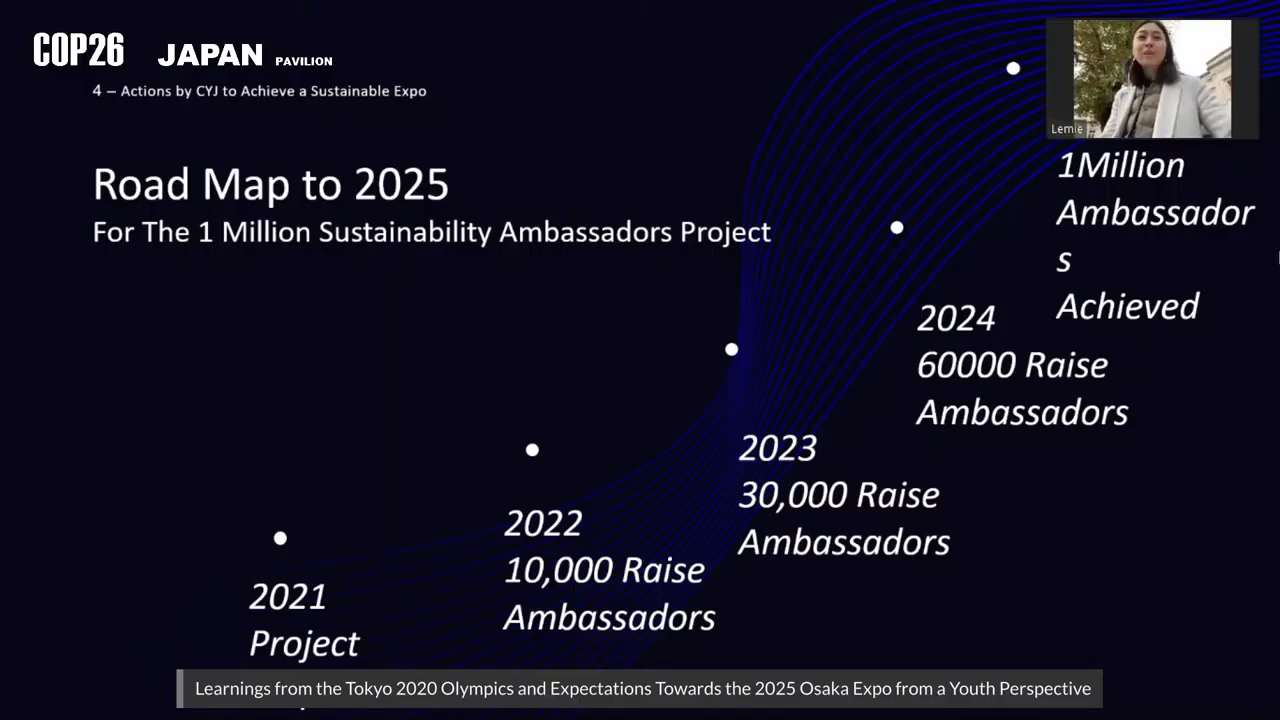 COP26 JAPAN PAVILION
4 – Actions by CYJ to Achieve a Sustainable Expo
Road Map to 2025
For The 1 Million Sustainability Ambassadors Project
Lemie
1Million
Ambassador
s
Achieved
2024
60000 Raise
Ambassadors
2023
30,000 Raise
Ambassadors
2022
10,000 Raise
Ambassadors
2021
Project
Learnings from the Tokyo 2020 Olympics and Expectations Towards the 2025 Osaka Expo from a Youth Perspective